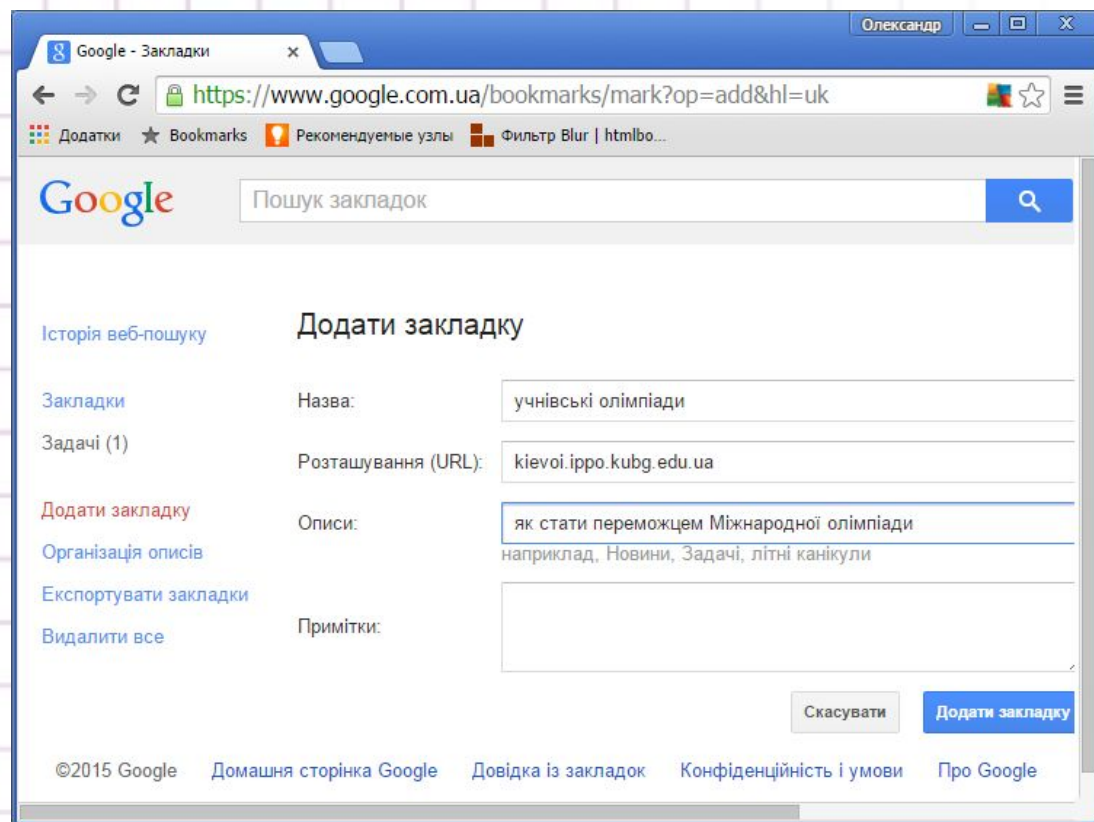 Олександр
Google - Закладки
https://www.google.com.ua/bookmarks/mark?op=add&hl=uk
Додатки Bookmarks Рекомендуемые узлы Фильтр Blur | htmlbo...
Google Пошук закладок
Додати закладку
Історія веб-пошуку
Закладки Назва: учнівські олімпіади
Задачі (1)
Розташування (URL): kievoi.ippo.kubg.edu.ua
Додати закладку Описи: як стати переможцем Міжнародної олімпіади
Організація описів наприклад, Новини, Задачі, літні канікули
Експортувати закладки
Видалити все Примітки:
Скасувати Додати закладку
©2015 Google Домашня сторінка Google Довідка із закладок Конфіденційність і умови Про Google